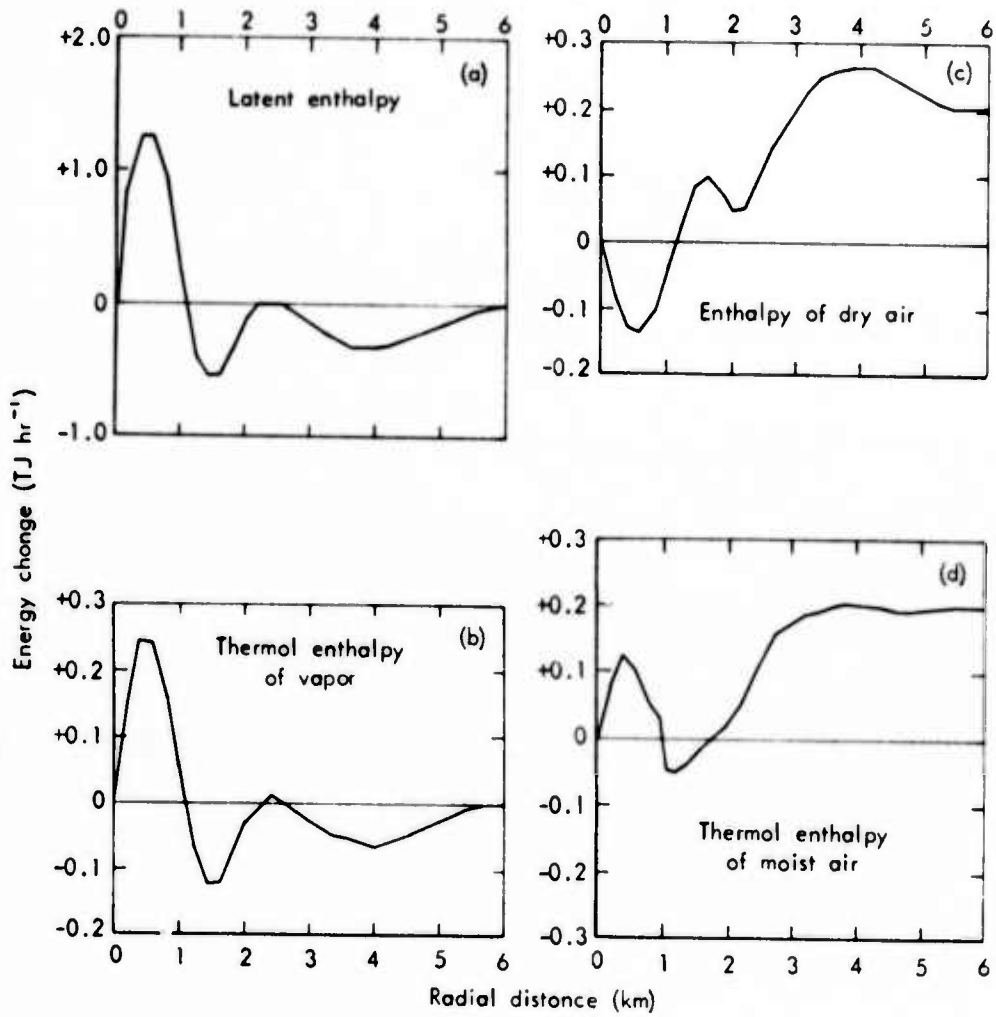 0 1 2 3 4 5 6
+2.0
+1.0
0
-1.0
(a)
Latent enthalpy
0 1 2 3 4 5 6
+0.3
+0.2
+0.1
0
-0.1
-0.2
(c)
Enthalpy of dry air
Energy change (TJ hr⁻¹)
+0.3
+0.2
+0.1
0
-0.1
-0.2
(b)
Thermal enthalpy
of vapor
0 1 2 3 4 5 6
+0.3
+0.2
+0.1
0
-0.1
-0.2
-0.3
(d)
Thermal enthalpy
of moist air
0 1 2 3 4 5 6
Radial distance (km)